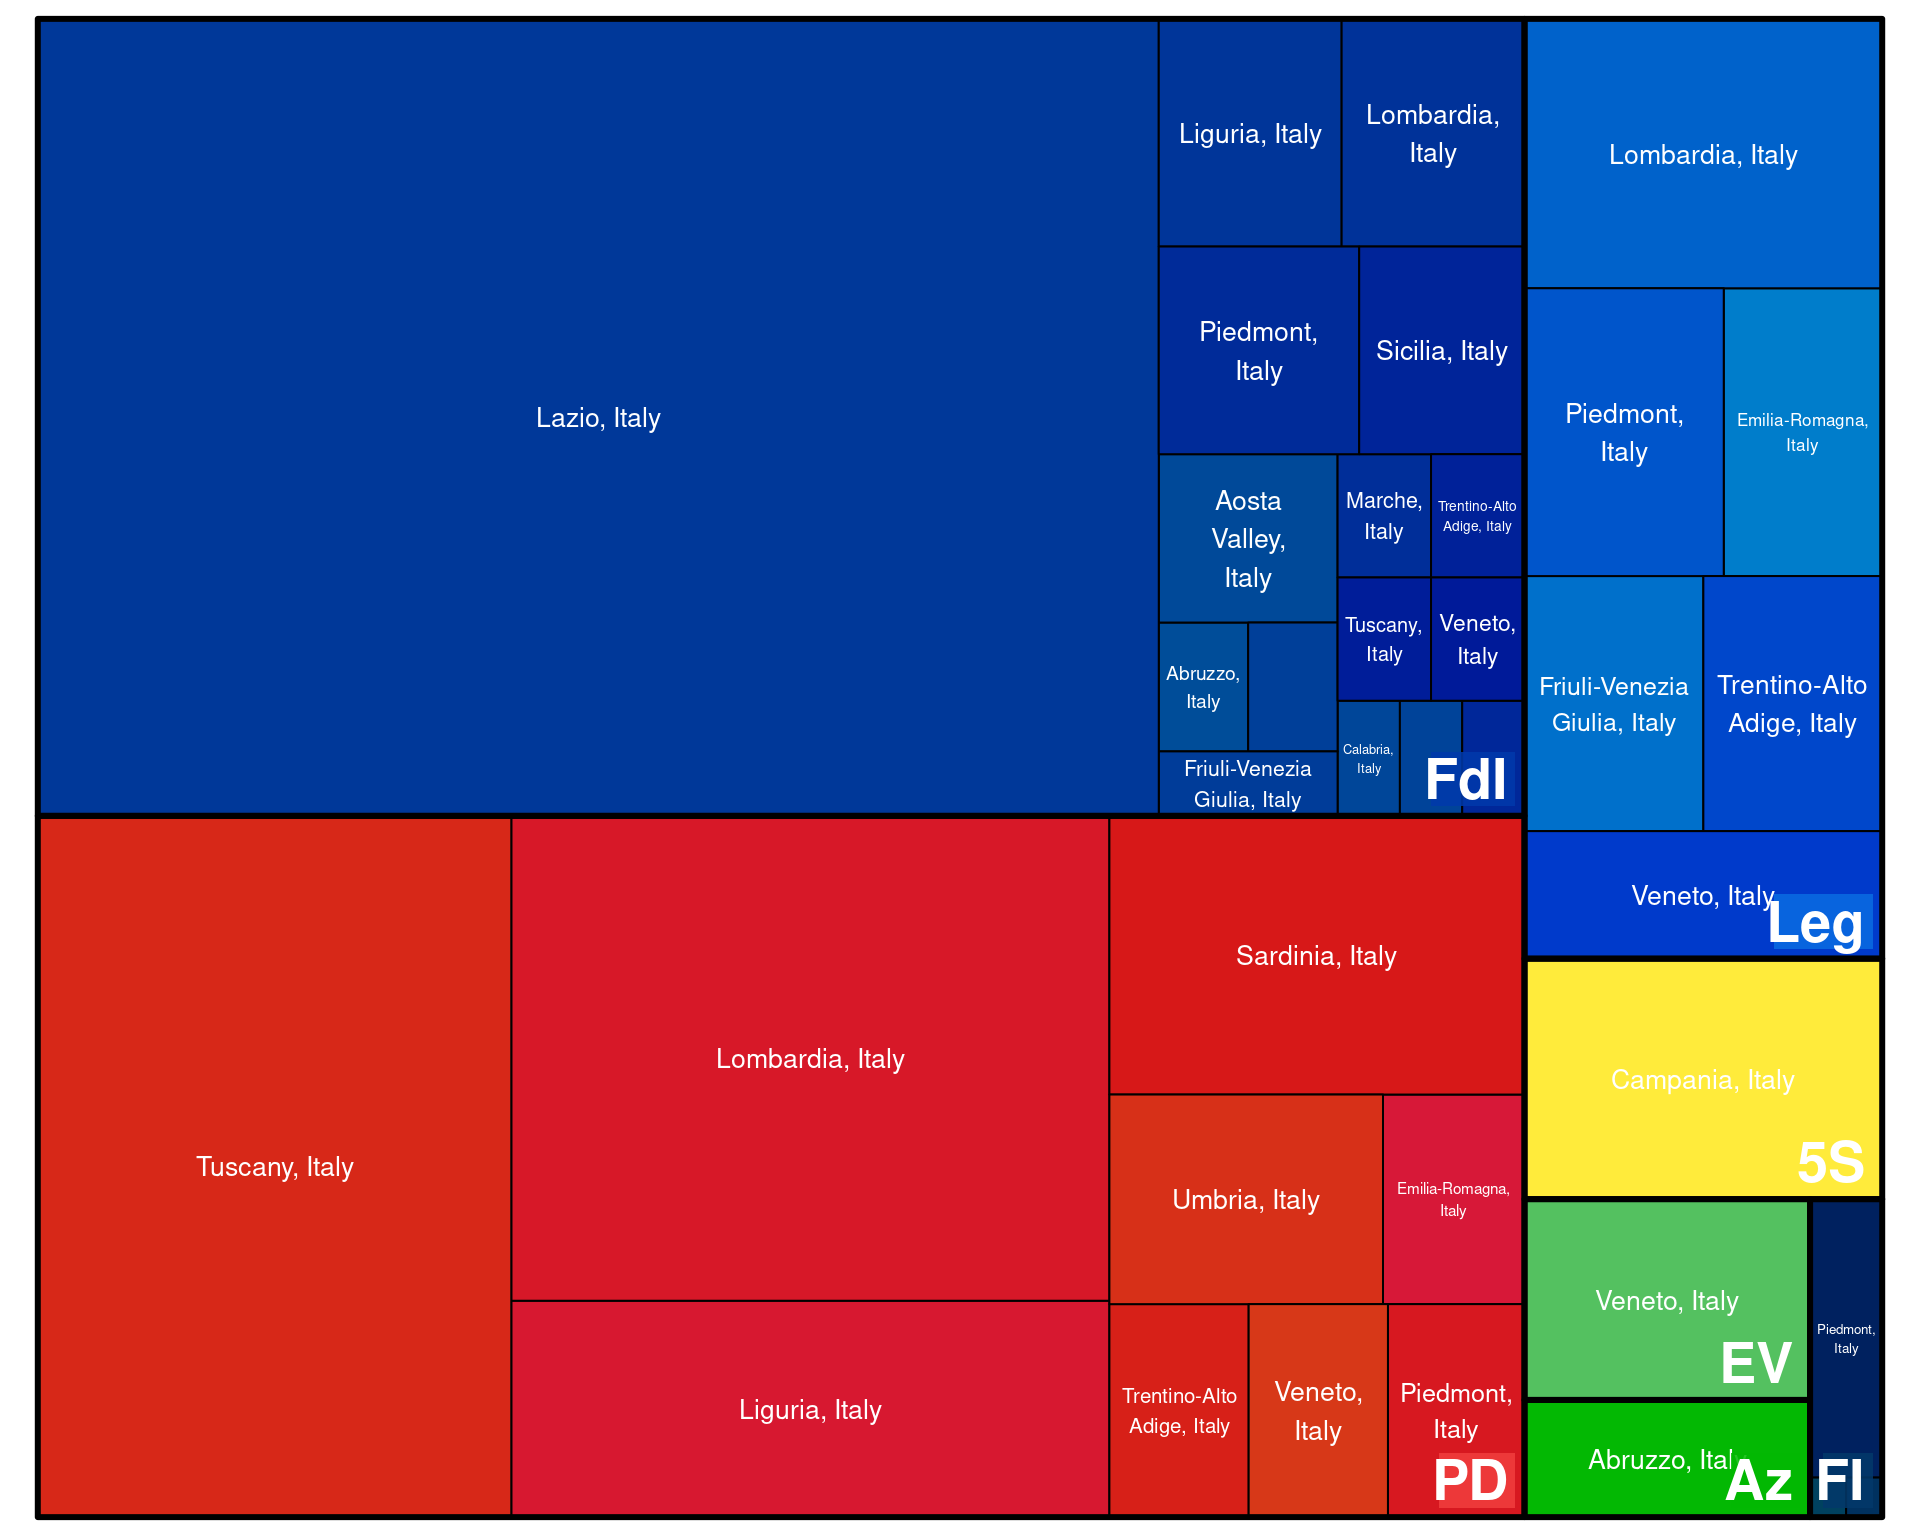 Lazio, Italy
Liguria, Italy
Lombardia,
Italy
Piedmont,
Italy
Sicilia, Italy
Aosta
Valley,
Italy
Marche,
Italy
Trentino-Alto
Adige, Italy
Tuscany,
Italy
Veneto,
Italy
Abruzzo,
Italy
Friuli-Venezia
Giulia, Italy
Calabria,
Italy
FdI
Tuscany, Italy
Lombardia, Italy
Liguria, Italy
Sardinia, Italy
Umbria, Italy
Emilia-Romagna,
Italy
Trentino-Alto
Adige, Italy
Veneto,
Italy
Piedmont,
Italy
PD
Lombardia, Italy
Piedmont,
Italy
Emilia-Romagna,
Italy
Friuli-Venezia
Giulia, Italy
Trentino-Alto
Adige, Italy
Veneto, Italy
Leg
Campania, Italy
5S
Veneto, Italy
EV
Abruzzo, Italy
Az
Piedmont,
Italy
FI